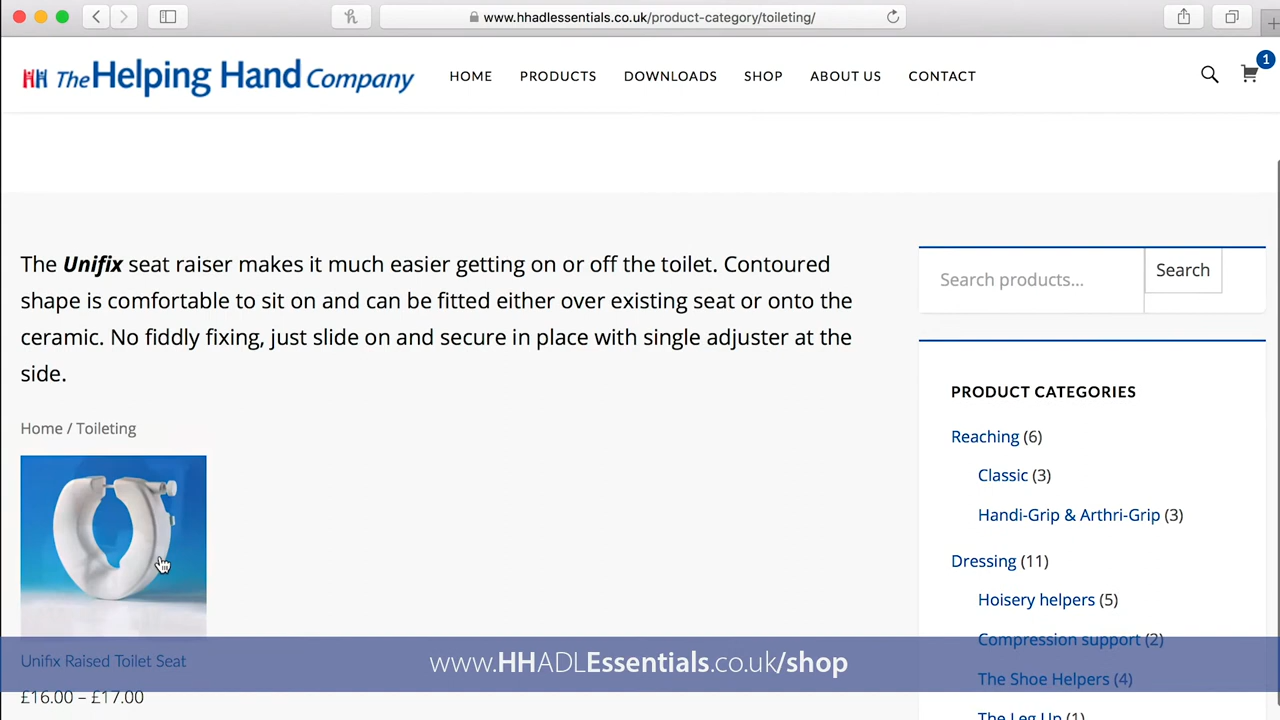 www.hhadlessentials.co.uk/product-category/toileting/
HH The Helping Hand Company
HOME PRODUCTS DOWNLOADS SHOP ABOUT US CONTACT
1
The Unifix seat raiser makes it much easier getting on or off the toilet. Contoured
shape is comfortable to sit on and can be fitted either over existing seat or onto the
ceramic. No fiddly fixing, just slide on and secure in place with single adjuster at the
side.
Home / Toileting
Unifix Raised Toilet Seat
£16.00 – £17.00
Search products...
Search
PRODUCT CATEGORIES
Reaching (6)
Classic (3)
Handi-Grip & Arthri-Grip (3)
Dressing (11)
Hoisery helpers (5)
Compression support (2)
The Shoe Helpers (4)
The Leg Up (1)
www.HHADLEssentials.co.uk/shop